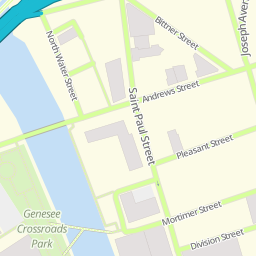 Bittner Street
Joseph Aver
North Water Street
Andrews Street
Saint Paul Street
Pleasant Street
Genesee
Crossroads
Park
Mortimer Street
Division Street